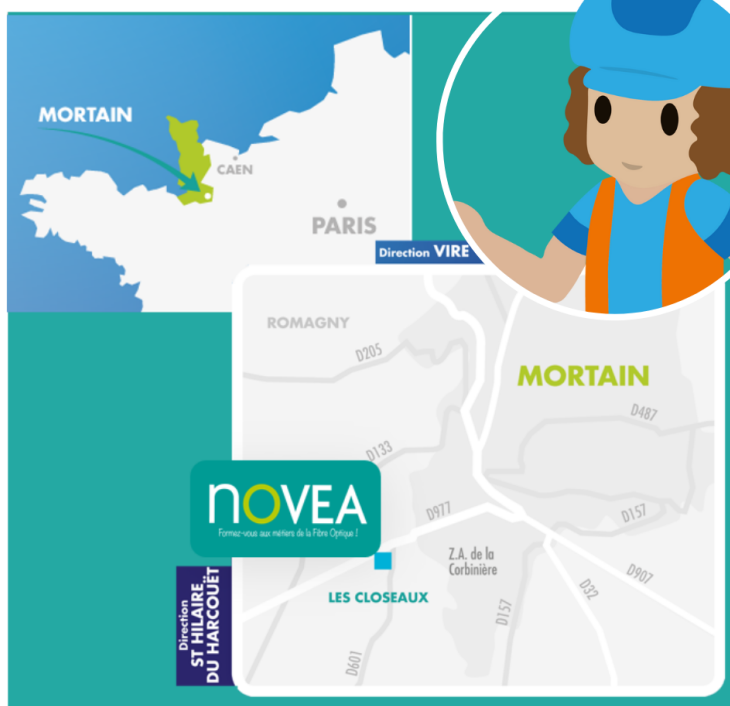 MORTAIN
CAEN
PARIS
Direction VIRE
ROMAGNY
D205
MORTAIN
D487
D133
NOVEA
Formez-vous aux métiers de la Fibre Optique !
D977
D157
Z.A. de la
Corbinière
D907
LES CLOSEAUX
D32
D157
Direction
ST HILAIRE
DU HARCOUËT
D601